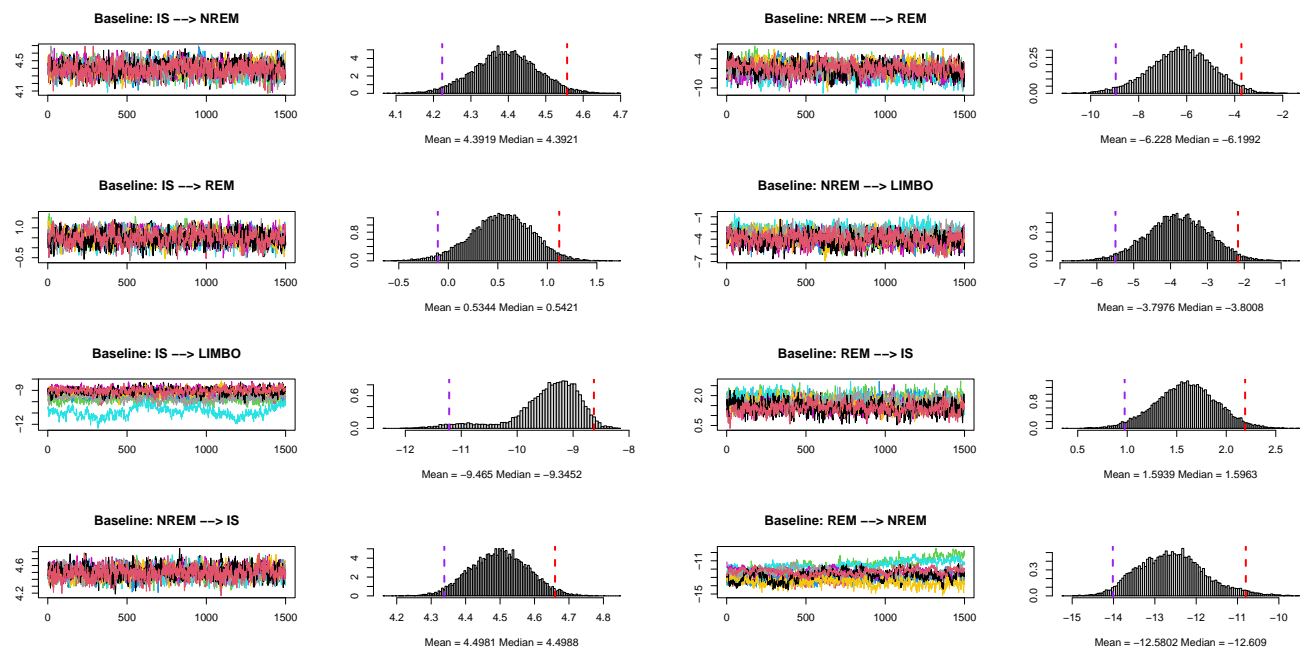 Baseline: IS −−> NREM
4.1 4.5
0 500 1000 1500
0 2 4
4.1 4.2 4.3 4.4 4.5 4.6 4.7
Mean = 4.3919 Median = 4.3921
Baseline: NREM −−> REM
−10 −4
0 500 1000 1500
0.00 0.25
−10 −8 −6 −4 −2
Mean = −6.228 Median = −6.1992
Baseline: IS −−> REM
−0.5 1.0
0 500 1000 1500
0.0 0.8
−0.5 0.0 0.5 1.0 1.5
Mean = 0.5344 Median = 0.5421
Baseline: NREM −−> LIMBO
−7 −4 −1
0 500 1000 1500
0.0 0.3
−7 −6 −5 −4 −3 −2 −1
Mean = −3.7976 Median = −3.8008
Baseline: IS −−> LIMBO
−12 −9
0 500 1000 1500
0.0 0.6
−12 −11 −10 −9 −8
Mean = −9.465 Median = −9.3452
Baseline: REM −−> IS
0.5 2.0
0 500 1000 1500
0.0 0.8
0.5 1.0 1.5 2.0 2.5
Mean = 1.5939 Median = 1.5963
Baseline: NREM −−> IS
4.2 4.6
0 500 1000 1500
0 2 4
4.2 4.3 4.4 4.5 4.6 4.7 4.8
Mean = 4.4981 Median = 4.4988
Baseline: REM −−> NREM
−15 −11
0 500 1000 1500
0.0 0.3
−15 −14 −13 −12 −11 −10
Mean = −12.5802 Median = −12.609